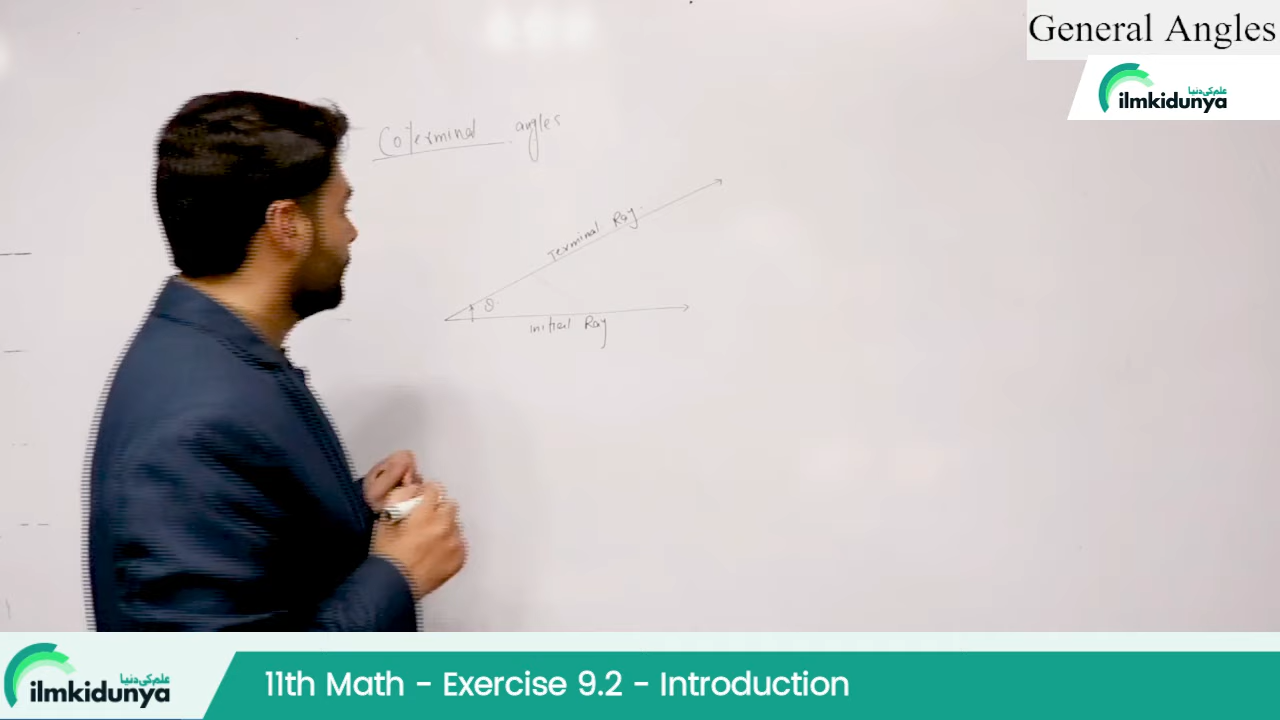 General Angles
علم کی دنیا
ilmkidunya
Coterminal angles
Terminal Ray
θ
Initial Ray
علم کی دنیا
ilmkidunya
11th Math - Exercise 9.2 - Introduction